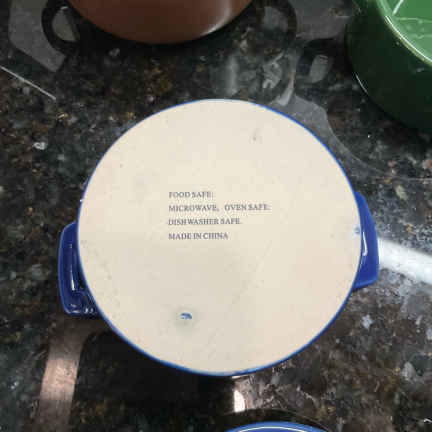 FOOD SAFE:
MICROWAVE, OVEN SAFE:
DISHWASHER SAFE.
MADE IN CHINA